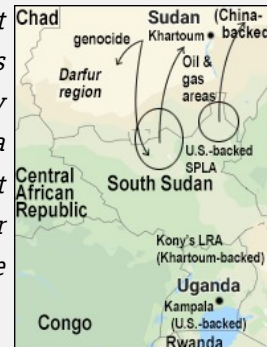 t
s
y
a
t
r
e
Chad
Sudan
(China-
backed
genocide
Khartoum
Oil &
gas
areas
Darfur
region
U.S.-backed
SPLA
Central
African
Republic
South Sudan
Kony's LRA
(Khartoum-backed)
Uganda
Kampala
(U.S.-backed)
Congo
Rwanda